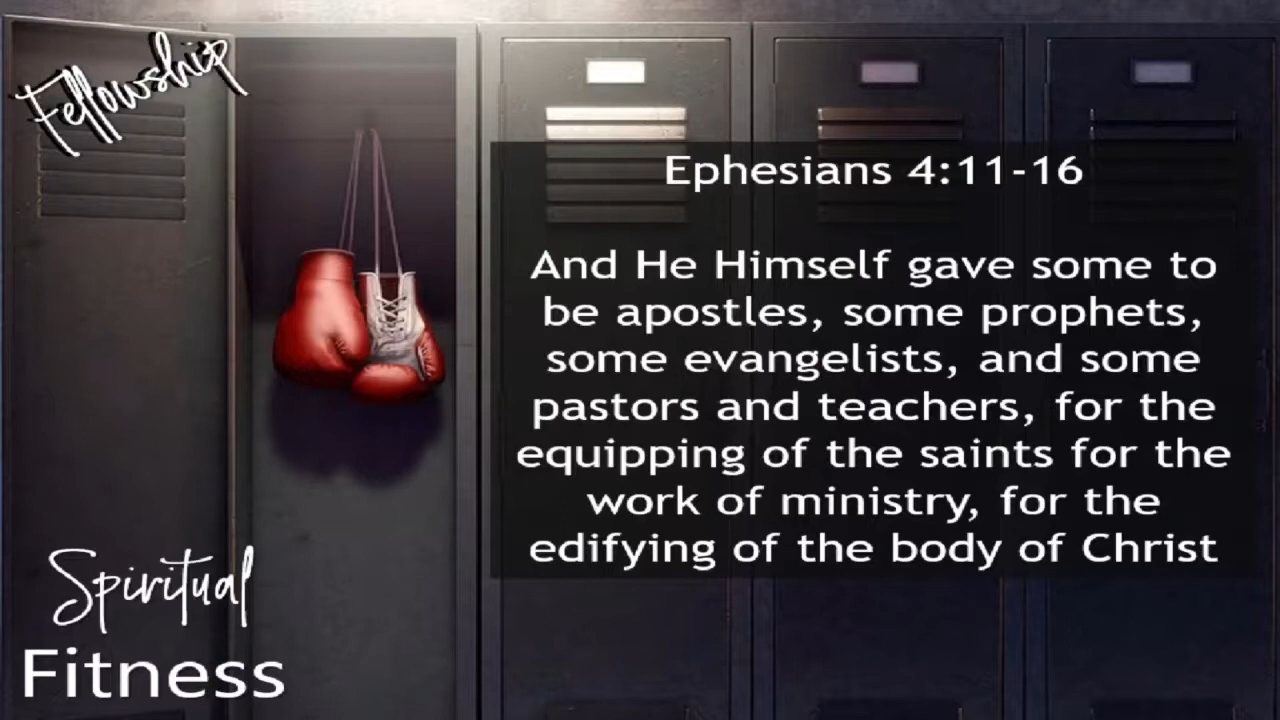 Fellowship
Ephesians 4:11-16
And He Himself gave some to
be apostles, some prophets,
some evangelists, and some
pastors and teachers, for the
equipping of the saints for the
work of ministry, for the
edifying of the body of Christ
Spiritual
Fitness